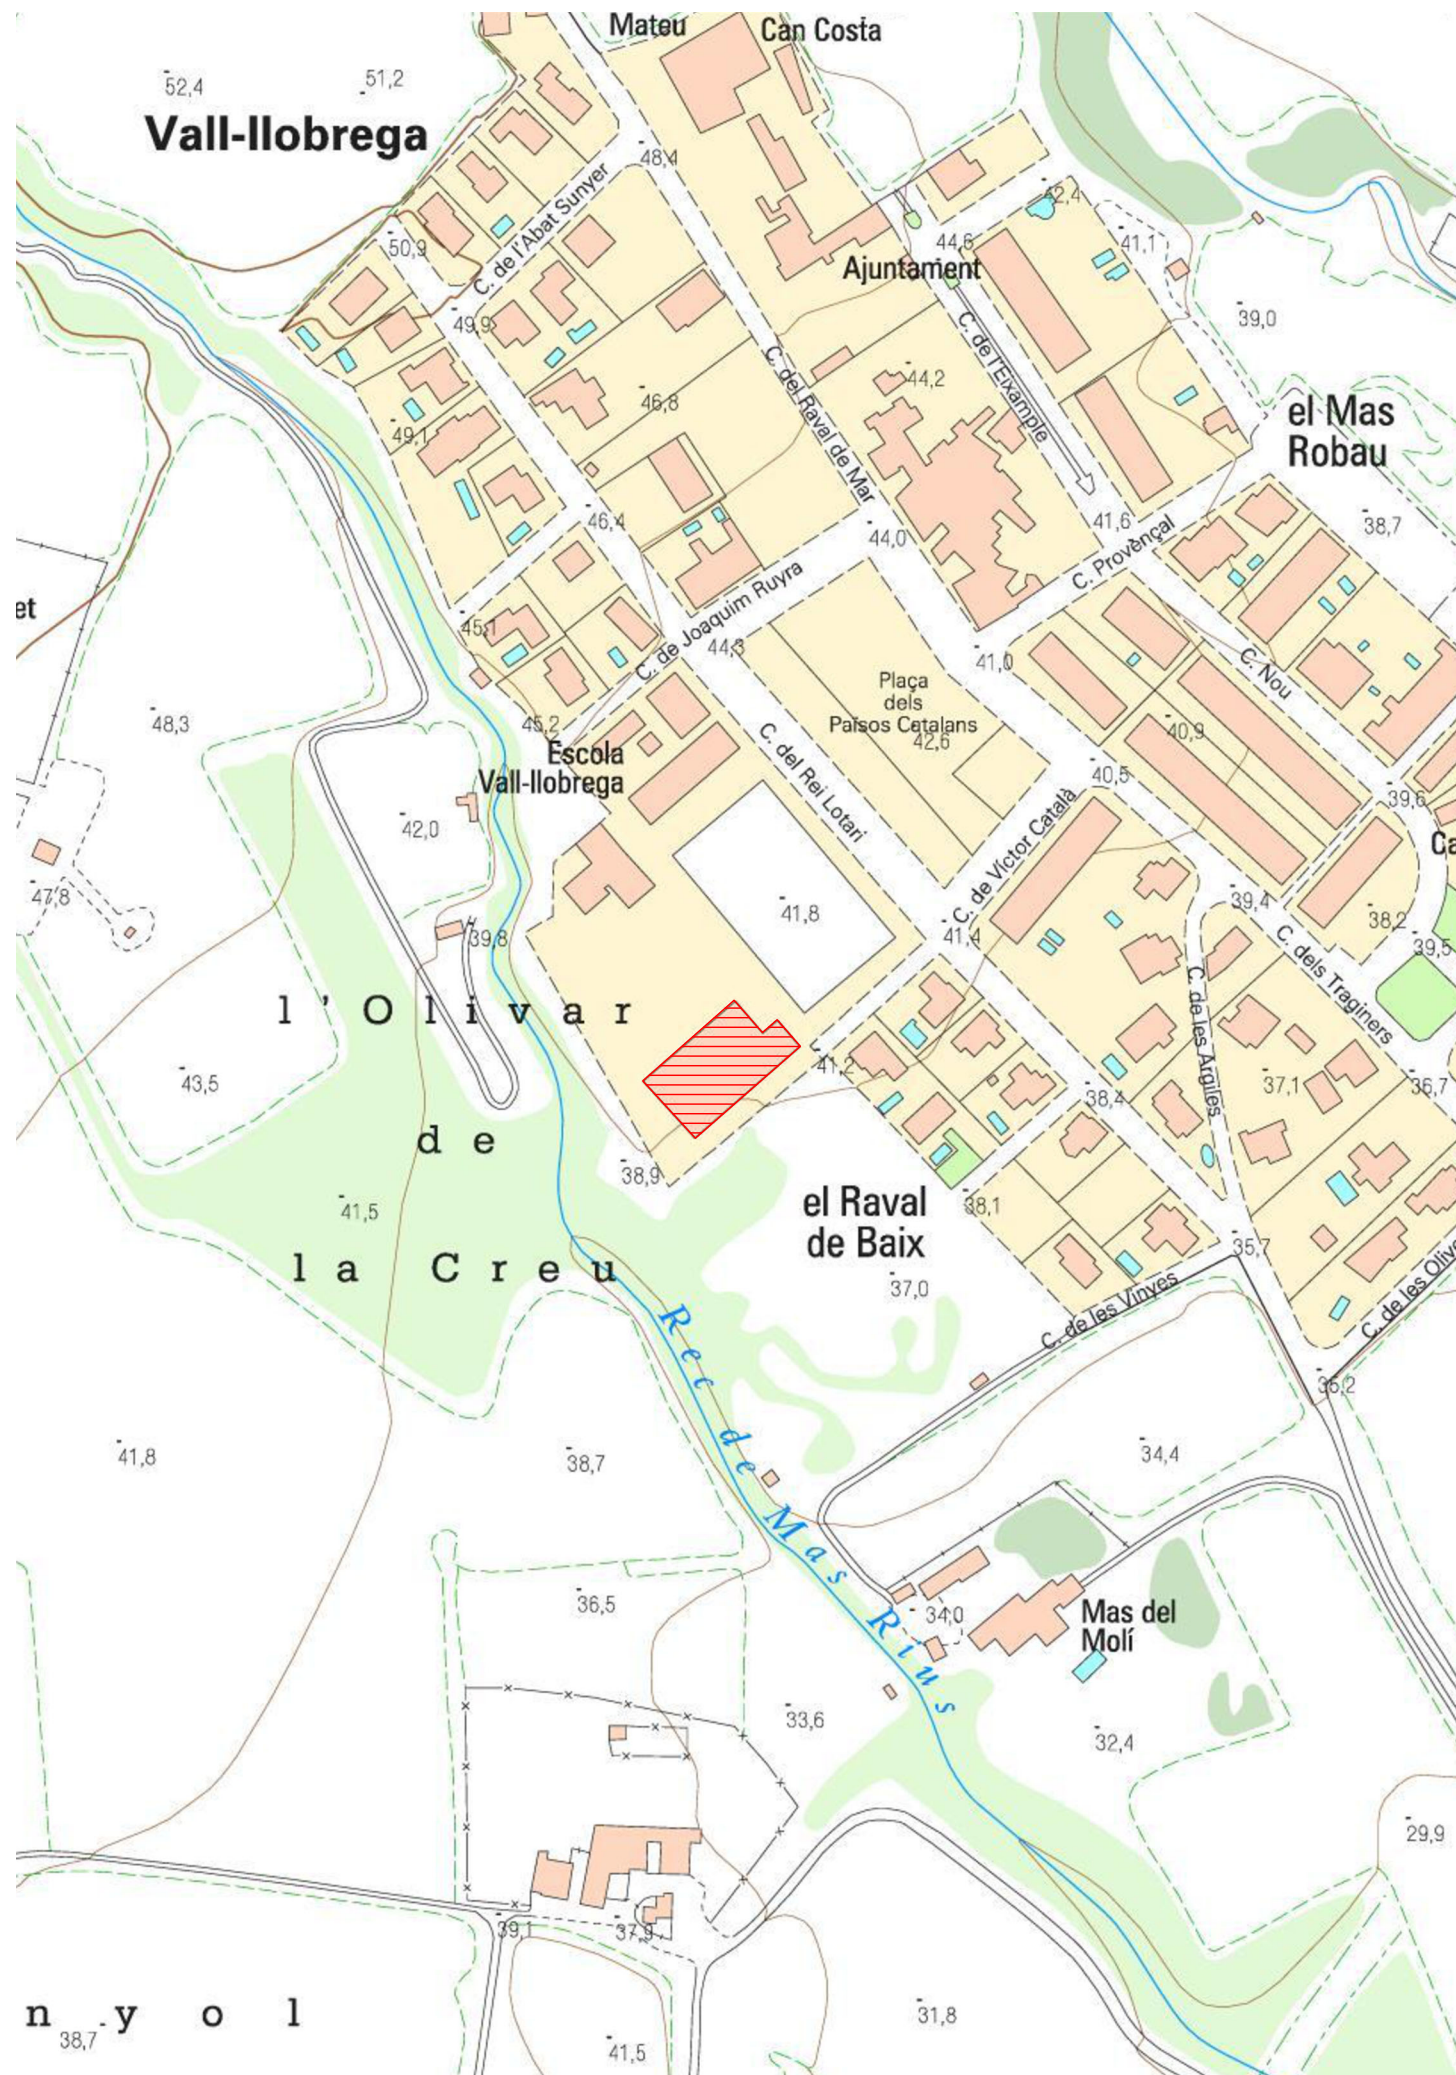 Mateu
Can Costa
52,4
51,2
Vall-llobrega
48,4
C. de l'Abat Sunyer
42,4
50,9
44,6
41,1
Ajuntament
49,9
39,0
C. de l'Eixample
C. del Raval de Mar
44,2
46,8
49,1
el Mas
Robau
46,4
44,0
41,6
38,7
C. Provençal
et
45,1
C. de Joaquim Ruyra
44,3
41,0
C. Nou
Plaça
dels
Països Catalans
42,6
48,3
45,2
Escola
Vall-llobrega
C. del Rei Lotari
40,9
40,5
39,6
42,0
C. de Víctor Català
Ca
47,8
41,8
39,4
38,2
39,8
41,4
39,5
C. dels Traginers
l'Olivar
C. de les Argiles
43,5
41,2
38,4
37,1
36,7
de
38,9
41,5
el Raval
de Baix
38,1
35,7
la Creu
37,0
C. de les Vinyes
C. de les Olive
Rec de Mas Rius
41,8
38,7
34,4
36,5
34,0
Mas del
Molí
33,6
32,4
29,9
39,1
37,9
nyol
38,7
31,8
41,5